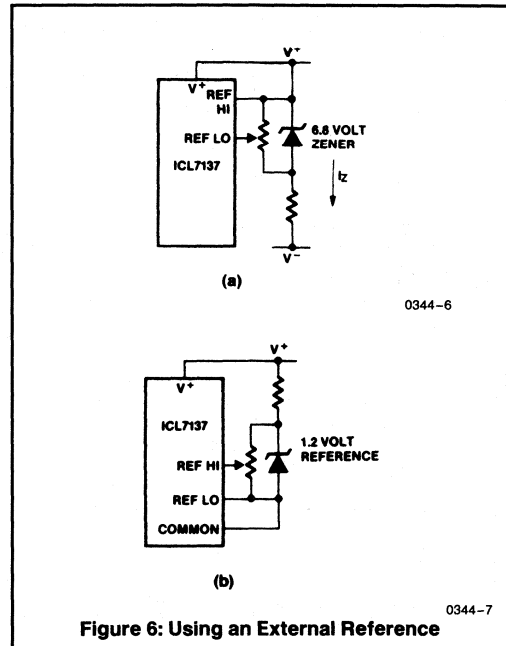 V+
V+
REF
HI
6.8 VOLT
ZENER
REF LO
ICL7137
IZ
V−
(a)
0344–6
V+
V+
ICL7137
1.2 VOLT
REFERENCE
REF HI
REF LO
COMMON
(b)
0344–7
Figure 6: Using an External Reference